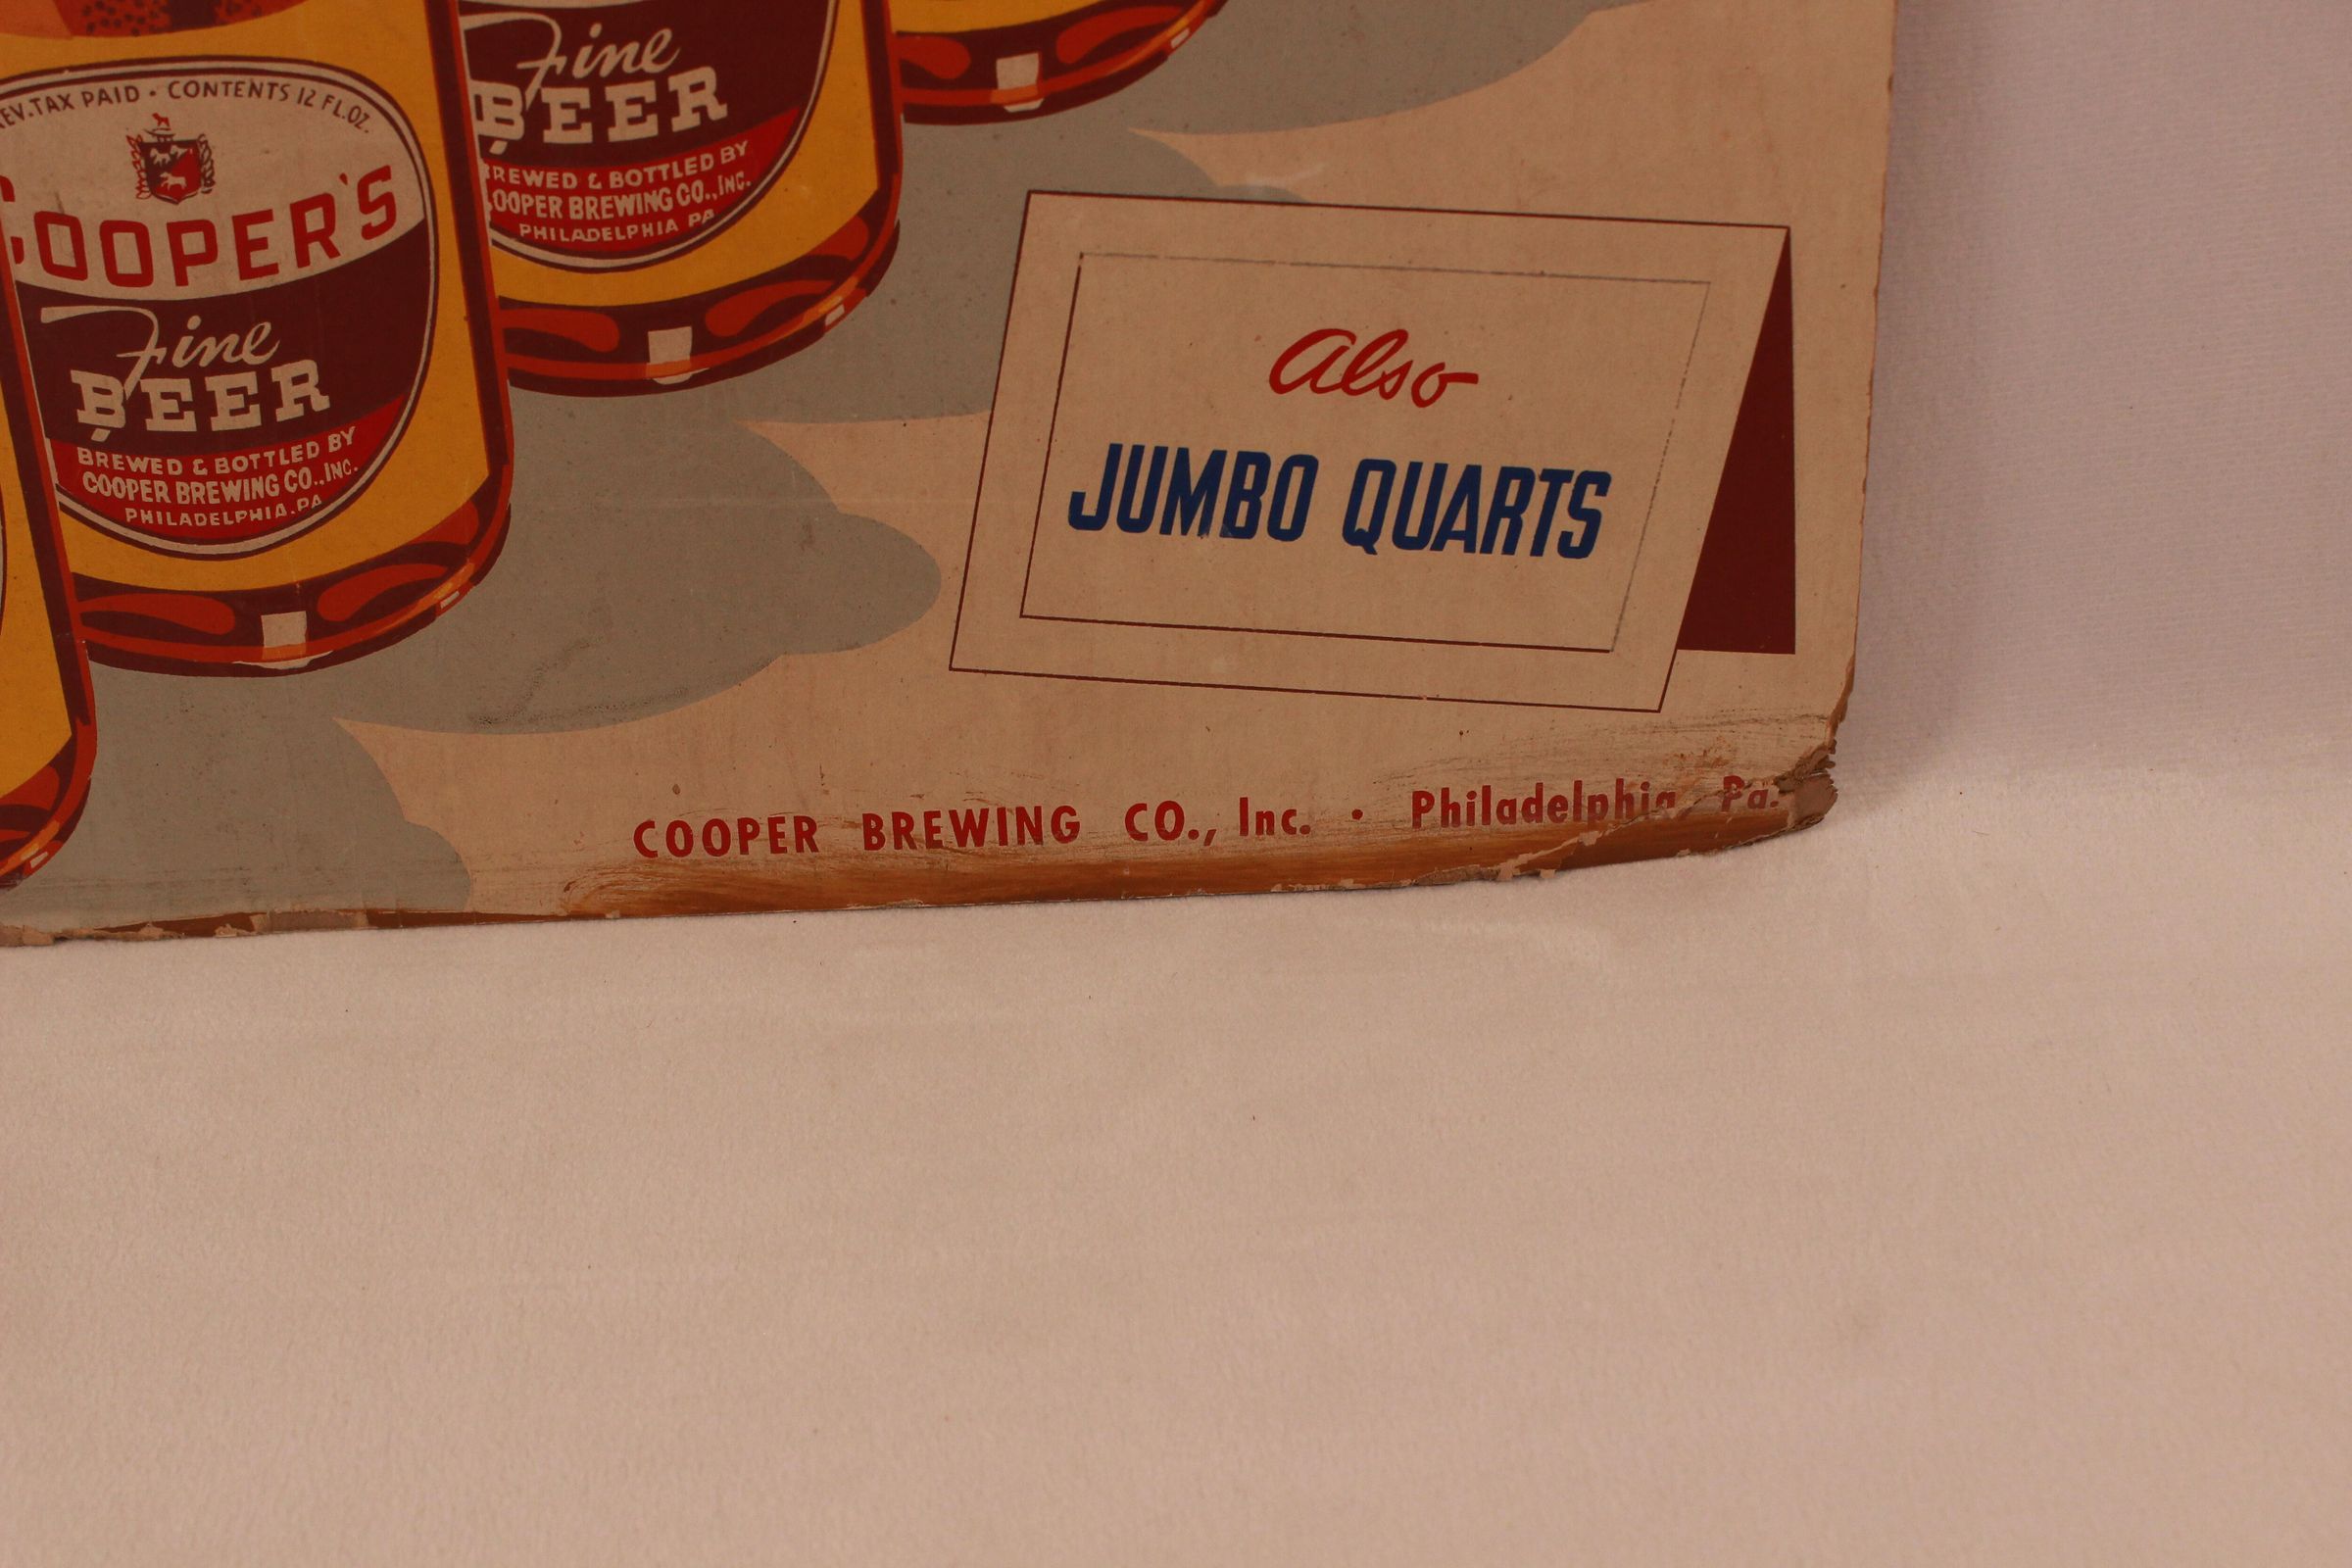 REV. TAX PAID · CONTENTS 12 FL.OZ.
COOPER'S
Fine
BEER
BREWED & BOTTLED BY
COOPER BREWING CO., INC.
PHILADELPHIA, PA
Fine
BEER
BREWED & BOTTLED BY
COOPER BREWING CO., INC.
PHILADELPHIA PA
Also
JUMBO QUARTS
COOPER BREWING CO., Inc. · Philadelphia, Pa.